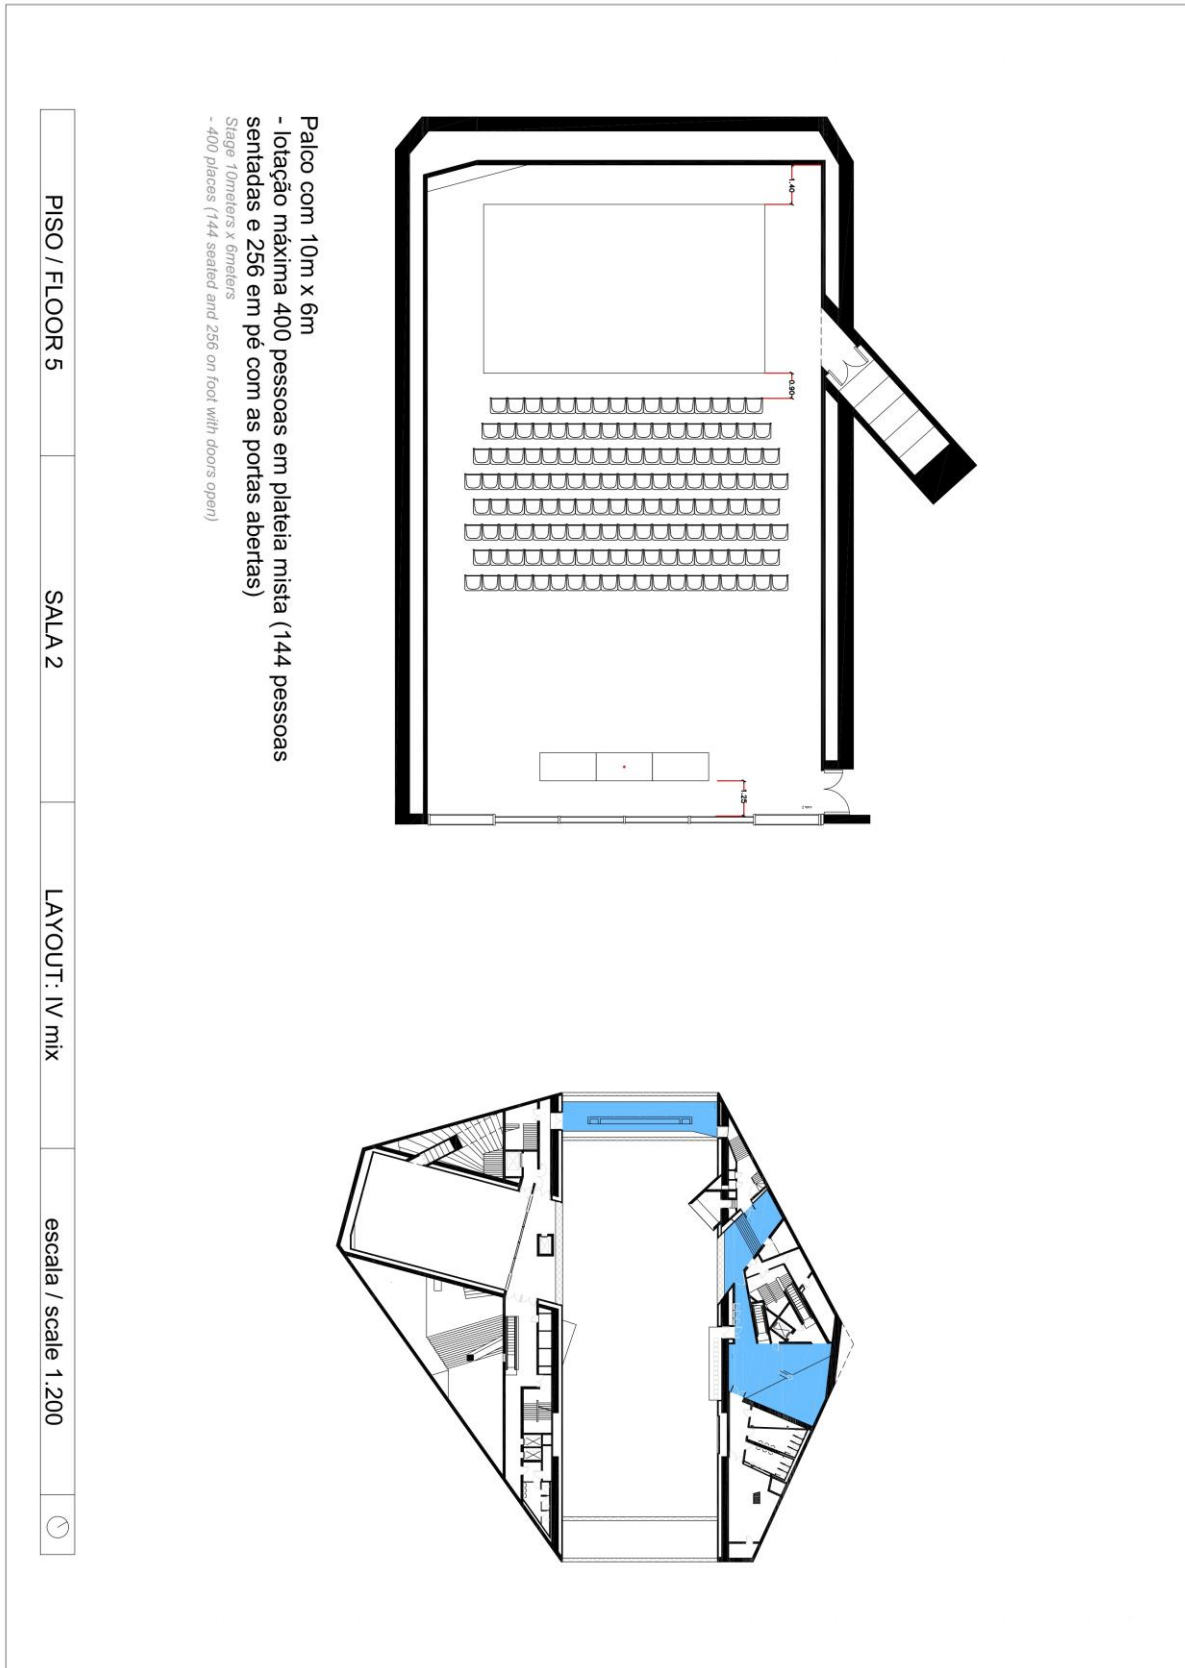 Palco com 10m x 6m
- lotação máxima 400 pessoas em plateia mista (144 pessoas
sentadas e 256 em pé com as portas abertas)
Stage 10meters x 6meters
- 400 places (144 seated and 256 on foot with doors open)
1.40
0.90
1.25
PISO / FLOOR 5
SALA 2
LAYOUT: IV mix
escala / scale 1.200